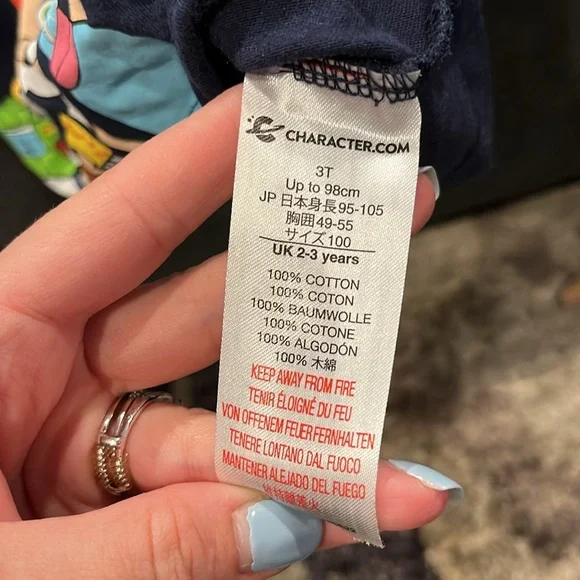 CHARACTER.COM
3T
Up to 98cm
JP 日本身長95-105
胸囲49-55
サイズ100
UK 2-3 years
100% COTTON
100% COTON
100% BAUMWOLLE
100% COTONE
100% ALGODÓN
100% 木綿
KEEP AWAY FROM FIRE
TENIR ÉLOIGNÉ DU FEU
VON OFFENEM FEUER FERNHALTEN
TENERE LONTANO DAL FUOCO
MANTENER ALEJADO DEL FUEGO